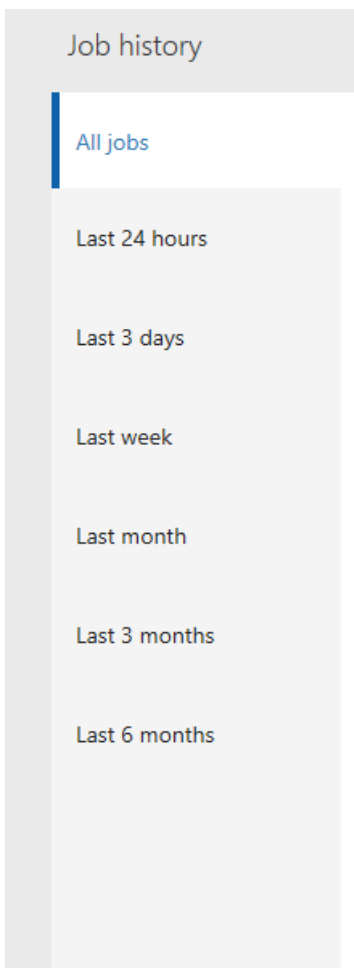 Job history
All jobs
Last 24 hours
Last 3 days
Last week
Last month
Last 3 months
Last 6 months